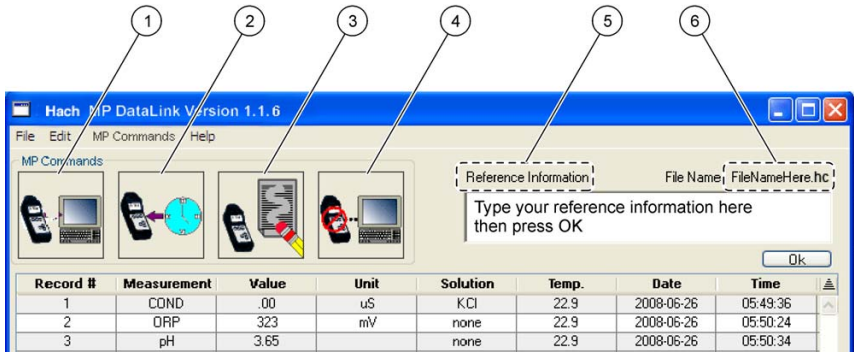 1 2 3 4 5 6
Hach MP DataLink Version 1.1.6
File Edit MP Commands Help
MP Commands
Reference Information File Name FileNameHere.hc
Type your reference information here
then press OK
Ok
Record # Measurement Value Unit Solution Temp. Date Time
1 COND .00 uS KCl 22.9 2008-06-26 05:49:36
2 ORP 323 mV none 22.9 2008-06-26 05:50:24
3 pH 3.65 none 22.9 2008-06-26 05:50:34